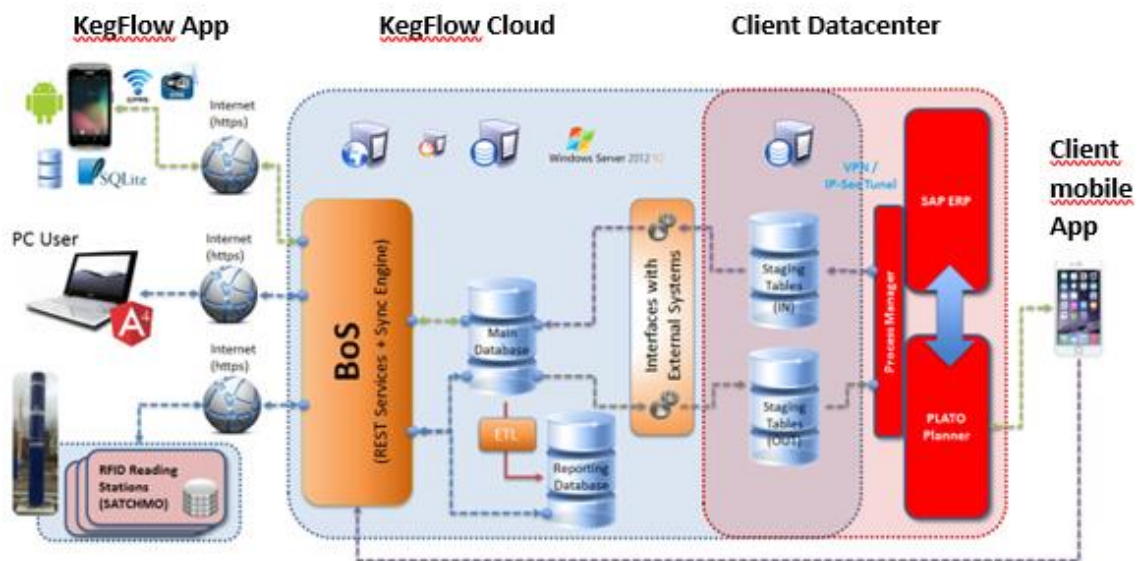 KegFlow App
KegFlow Cloud
Client Datacenter
Internet
(https)
SQLite
PC User
Internet
(https)
Internet
(https)
RFID Reading
Stations
(SATCHMO)
Windows Server 2012
BoS
(REST Services + Sync Engine)
Main
Database
ETL
Reporting
Database
Interfaces with
External Systems
VPN /
IP-Sec Tunel
Staging
Tables
(IN)
Staging
Tables
(OUT)
Process Manager
SAP ERP
PLATO
Planner
Client
mobile
App